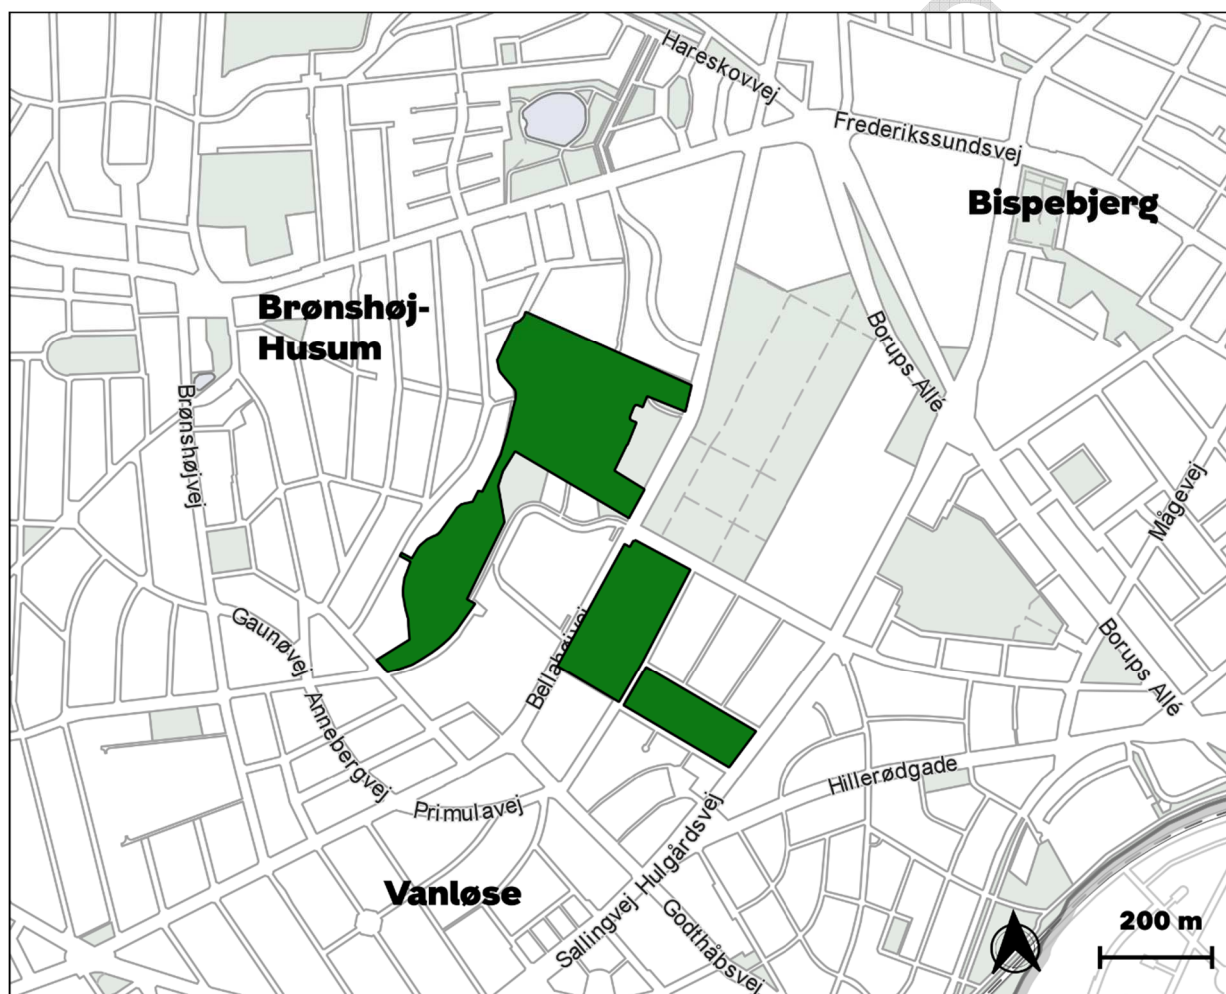 Hareskovvej
Frederikssundsvej
Bispebjerg
Brønshøj-
Husum
Borups Allé
Brønshøjvej
Mågevej
Gaunøvej
Bellahøjvej
Borups Allé
Annebergvej
Hillerødgade
Primulavej
Hulgårdsvej
Vanløse
Sallingvej
Godthåbsvej
200 m